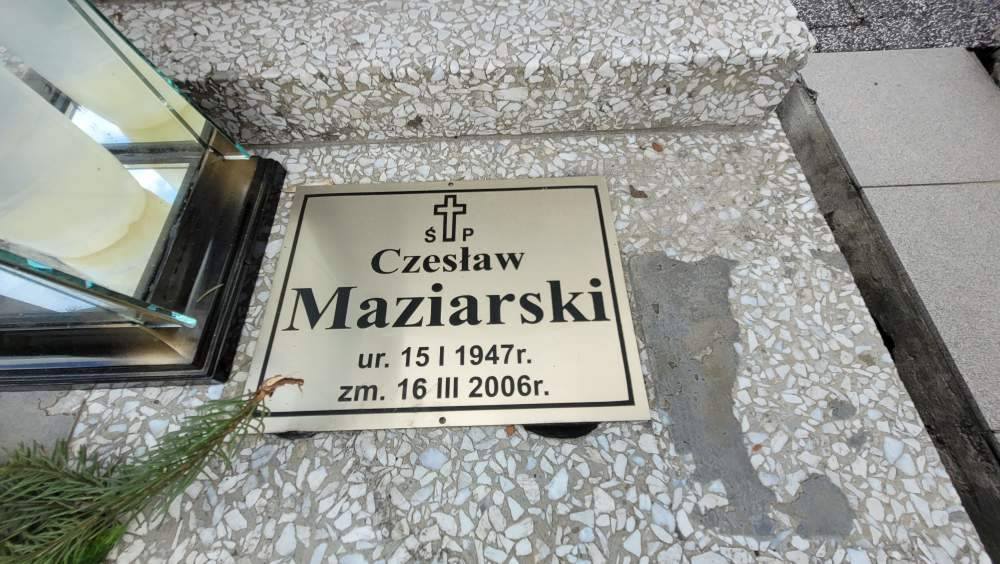 Ś P
Czesław
Maziarski
ur. 15 I 1947r.
zm. 16 III 2006r.